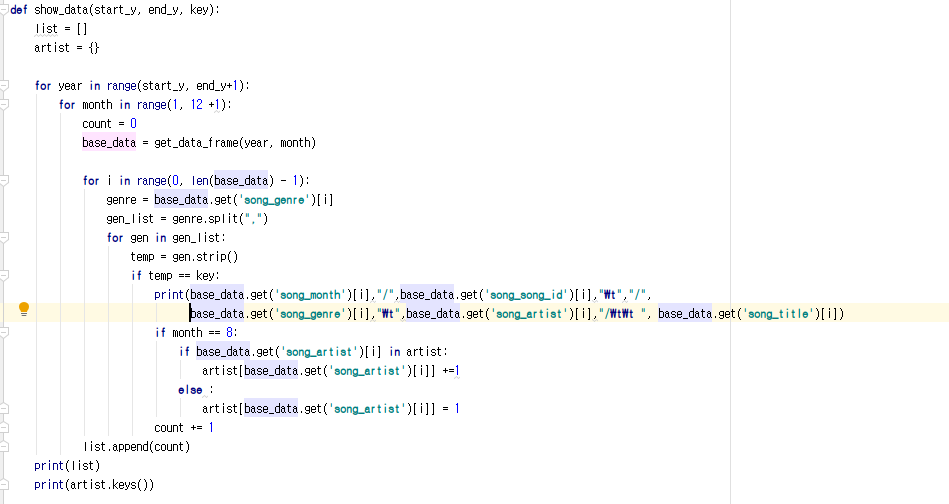 def show_data(start_y, end_y, key):
    list = []
    artist = {}
    for year in range(start_y, end_y+1):
        for month in range(1, 12 +1):
            count = 0
            base_data = get_data_frame(year, month)
            for i in range(0, len(base_data) - 1):
                genre = base_data.get('song_genre')[i]
                gen_list = genre.split(",")
                for gen in gen_list:
                    temp = gen.strip()
                    if temp == key:
                        print(base_data.get('song_month')[i],"/",base_data.get('song_song_id')[i],"₩t","/",
                              base_data.get('song_genre')[i],"₩t",base_data.get('song_artist')[i],"/₩t₩t ", base_data.get('song_title')[i])
                        if month == 8:
                            if base_data.get('song_artist')[i] in artist:
                                artist[base_data.get('song_artist')[i]] +=1
                            else :
                                artist[base_data.get('song_artist')[i]] = 1
                        count += 1
            list.append(count)
    print(list)
    print(artist.keys())